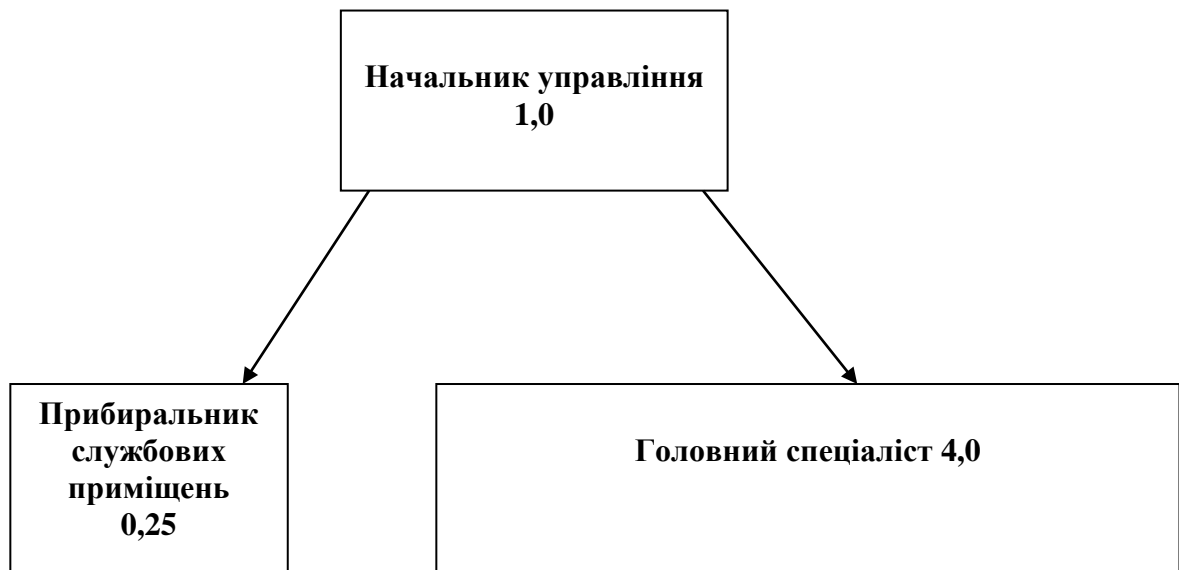 Начальник управління
1,0
Прибиральник
службових
приміщень
0,25
Головний спеціаліст 4,0